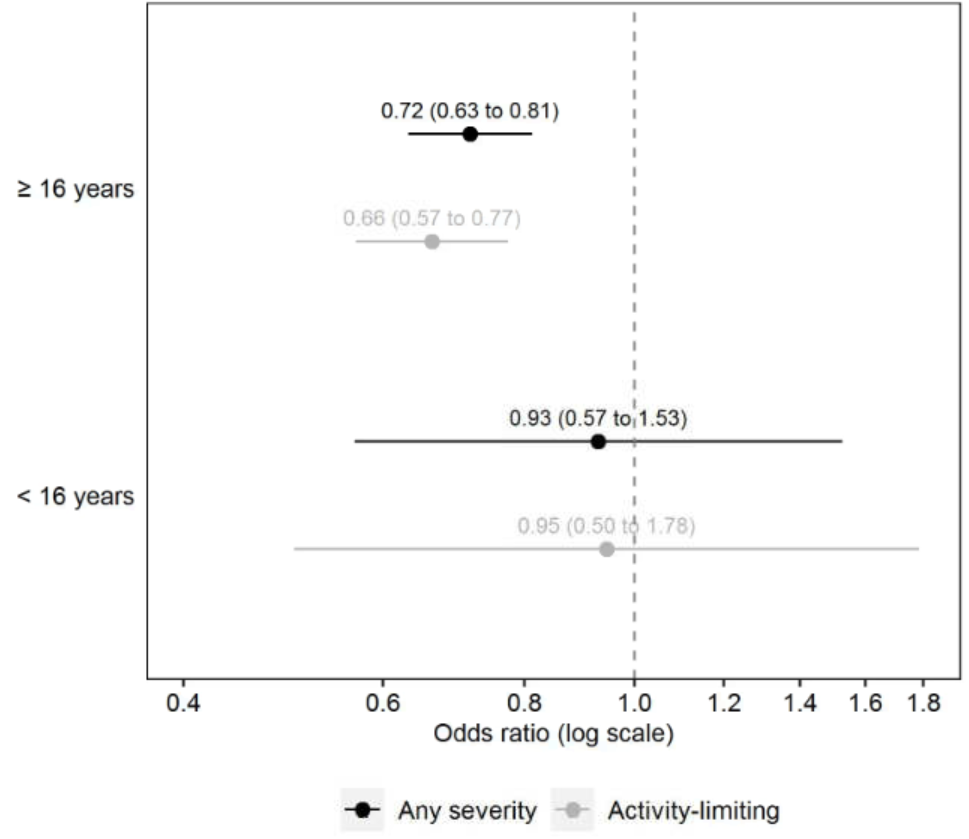 0.72 (0.63 to 0.81)
≥ 16 years
0.66 (0.57 to 0.77)
0.93 (0.57 to 1.53)
< 16 years
0.95 (0.50 to 1.78)
0.4 0.6 0.8 1.0 1.2 1.4 1.6 1.8
Odds ratio (log scale)
Any severity Activity-limiting